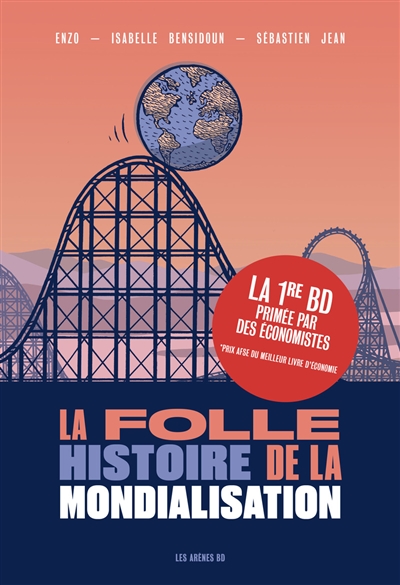 ENZO — ISABELLE BENSIDOUN — SÉBASTIEN JEAN
LA 1RE BD
PRIMÉE PAR
DES ÉCONOMISTES
*PRIX AFSE DU MEILLEUR LIVRE D'ÉCONOMIE
LA FOLLE
HISTOIRE DE LA
MONDIALISATION
LES ARÈNES BD